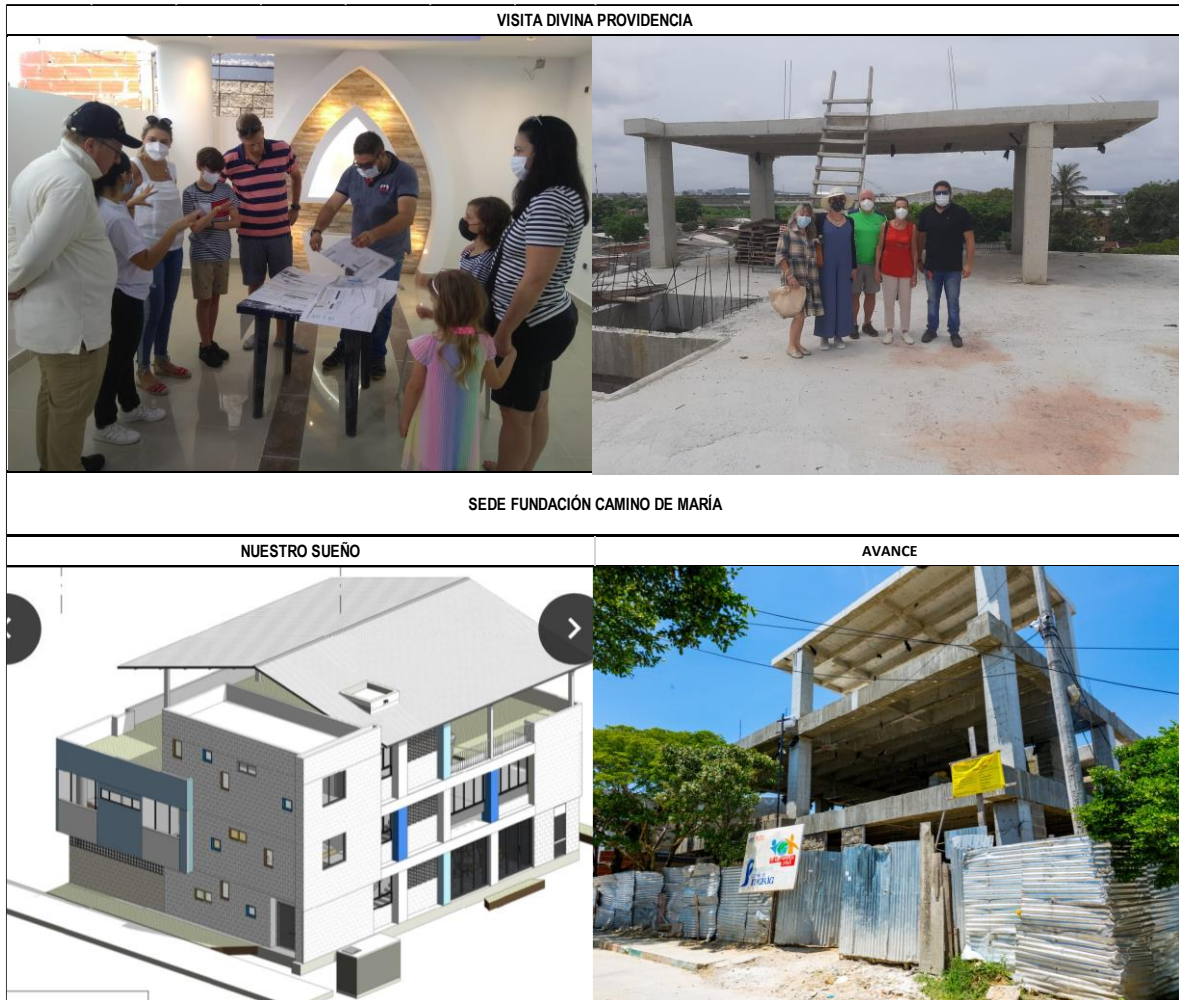 VISITA DIVINA PROVIDENCIA
SEDE FUNDACIÓN CAMINO DE MARÍA
NUESTRO SUEÑO
AVANCE